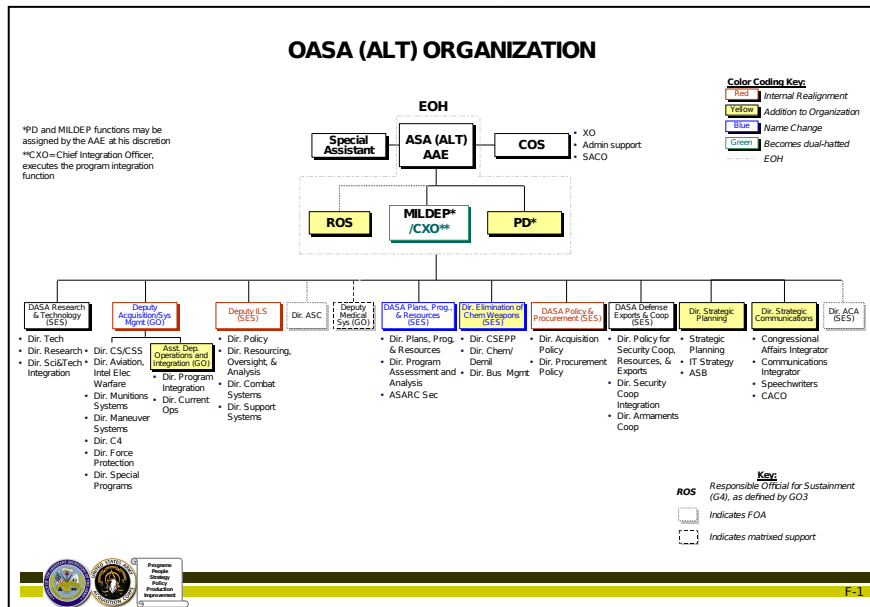 OASA (ALT) ORGANIZATION
Color Coding Key:
Red Internal Realignment
Yellow Addition to Organization
Blue Name Change
Green Becomes dual-hatted
EOH
EOH
*PD and MILDEP functions may be
assigned by the AAE at his discretion
**CXO=Chief Integration Officer,
executes the program integration
function
Special
Assistant
ASA (ALT)
AAE
COS
• XO
• Admin support
• SACO
ROS
MILDEP*
/CXO**
PD*
DASA Research
& Technology
(SES)
• Dir. Tech
• Dir. Research
• Dir. Sci&Tech
Integration
Deputy
Acquisition/Sys
Mgmt (GO)
• Dir. CS/CSS
• Dir. Aviation,
Intel Elec
Warfare
• Dir. Munitions
Systems
• Dir. Maneuver
Systems
• Dir. C4
• Dir. Force
Protection
• Dir. Special
Programs
Asst. Dep.
Operations and
Integration (GO)
• Dir. Program
Integration
• Dir. Current
Ops
Deputy ILS (SES)
• Dir. Policy
• Dir. Resourcing,
Oversight, &
Analysis
• Dir. Combat
Systems
• Dir. Support
Systems
Dir. ASC
Deputy
Medical
Sys (GO)
DASA Plans, Prog.,
& Resources (SES)
• Dir. Plans, Prog,
& Resources
• Dir. Program
Assessment and
Analysis
• ASARC Sec
Dir. Elimination of
Chem Weapons
(SES)
• Dir. CSEPP
• Dir. Chem/
Demil
• Dir. Bus Mgmt
DASA Policy &
Procurement (SES)
• Dir. Acquisition
Policy
• Dir. Procurement
Policy
DASA Defense
Exports & Coop
(SES)
• Dir. Policy for
Security Coop,
Resources, &
Exports
• Dir. Security
Coop
Integration
• Dir. Armaments
Coop
Dir. Strategic
Planning
• Strategic
Planning
• IT Strategy
• ASB
Dir. Strategic
Communications
• Congressional
Affairs Integrator
• Communications
Integrator
• Speechwriters
• CACO
Dir. ACA (SES)
Key:
ROS Responsible Official for Sustainment
(G4), as defined by GO3
Indicates FOA
Indicates matrixed support
Programs
People
Strategy
Policy
Production
Improvement
F-1